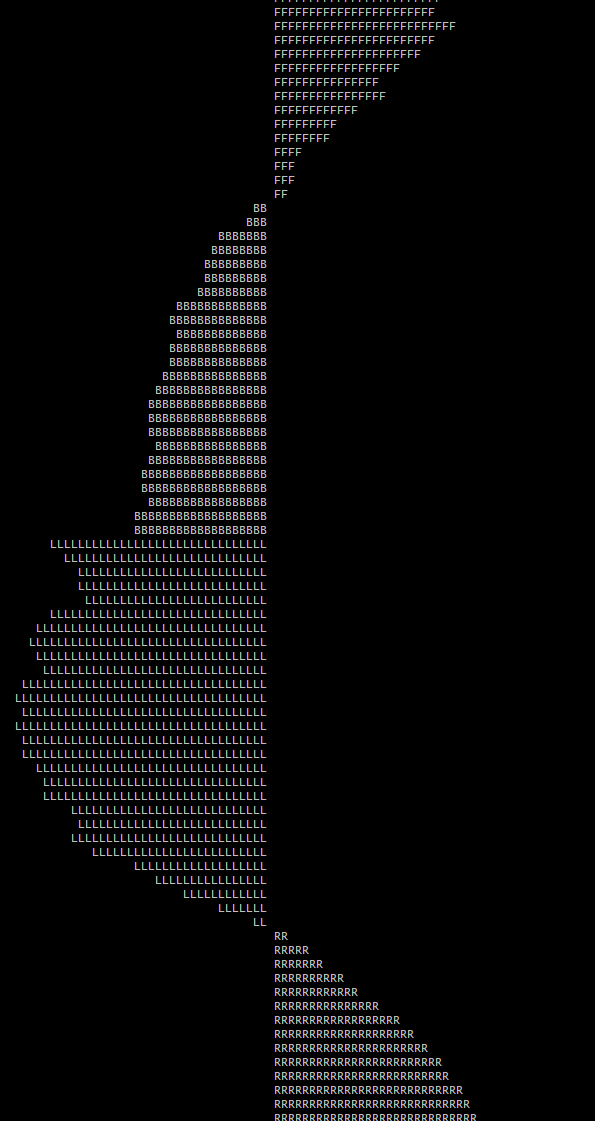 FFFFFFFFFFFFFFFFFFFFFFF
FFFFFFFFFFFFFFFFFFFFFFFFFF
FFFFFFFFFFFFFFFFFFFFFFF
FFFFFFFFFFFFFFFFFFFFF
FFFFFFFFFFFFFFFFFF
FFFFFFFFFFFFFFF
FFFFFFFFFFFFFFFF
FFFFFFFFFFFF
FFFFFFFFF
FFFFFFFF
FFFF
FFF
FFF
FF
BB
BBB
BBBBBBB
BBBBBBBB
BBBBBBBBB
BBBBBBBBB
BBBBBBBBBB
BBBBBBBBBBBBB
BBBBBBBBBBBBBB
BBBBBBBBBBBBB
BBBBBBBBBBBBBB
BBBBBBBBBBBBBB
BBBBBBBBBBBBBBB
BBBBBBBBBBBBBBBB
BBBBBBBBBBBBBBBBB
BBBBBBBBBBBBBBBBB
BBBBBBBBBBBBBBBBB
BBBBBBBBBBBBBBBB
BBBBBBBBBBBBBBBBB
BBBBBBBBBBBBBBBBBB
BBBBBBBBBBBBBBBBBB
BBBBBBBBBBBBBBBBB
BBBBBBBBBBBBBBBBBBB
BBBBBBBBBBBBBBBBBBB
LLLLLLLLLLLLLLLLLLLLLLLLLLLLLLL
LLLLLLLLLLLLLLLLLLLLLLLLLLLLL
LLLLLLLLLLLLLLLLLLLLLLLLLLL
LLLLLLLLLLLLLLLLLLLLLLLLLLL
LLLLLLLLLLLLLLLLLLLLLLLLLL
LLLLLLLLLLLLLLLLLLLLLLLLLLLLLLL
LLLLLLLLLLLLLLLLLLLLLLLLLLLLLLLLL
LLLLLLLLLLLLLLLLLLLLLLLLLLLLLLLLLL
LLLLLLLLLLLLLLLLLLLLLLLLLLLLLLLLL
LLLLLLLLLLLLLLLLLLLLLLLLLLLLLLLL
LLLLLLLLLLLLLLLLLLLLLLLLLLLLLLLLLLL
LLLLLLLLLLLLLLLLLLLLLLLLLLLLLLLLLLLL
LLLLLLLLLLLLLLLLLLLLLLLLLLLLLLLLLLL
LLLLLLLLLLLLLLLLLLLLLLLLLLLLLLLLLLLL
LLLLLLLLLLLLLLLLLLLLLLLLLLLLLLLLLLL
LLLLLLLLLLLLLLLLLLLLLLLLLLLLLLLLLLL
LLLLLLLLLLLLLLLLLLLLLLLLLLLLLLLLL
LLLLLLLLLLLLLLLLLLLLLLLLLLLLLLLL
LLLLLLLLLLLLLLLLLLLLLLLLLLLLLLLL
LLLLLLLLLLLLLLLLLLLLLLLLLLLL
LLLLLLLLLLLLLLLLLLLLLLLLLLL
LLLLLLLLLLLLLLLLLLLLLLLLLLLL
LLLLLLLLLLLLLLLLLLLLLLLLL
LLLLLLLLLLLLLLLLLLL
LLLLLLLLLLLLLLLL
LLLLLLLLLLLL
LLLLLLL
LL
RR
RRRRR
RRRRRRR
RRRRRRRRRR
RRRRRRRRRRRR
RRRRRRRRRRRRRRR
RRRRRRRRRRRRRRRRRR
RRRRRRRRRRRRRRRRRRRR
RRRRRRRRRRRRRRRRRRRRRR
RRRRRRRRRRRRRRRRRRRRRRRR
RRRRRRRRRRRRRRRRRRRRRRRRR
RRRRRRRRRRRRRRRRRRRRRRRRRRR
RRRRRRRRRRRRRRRRRRRRRRRRRRRR
RRRRRRRRRRRRRRRRRRRRRRRRRRRRR